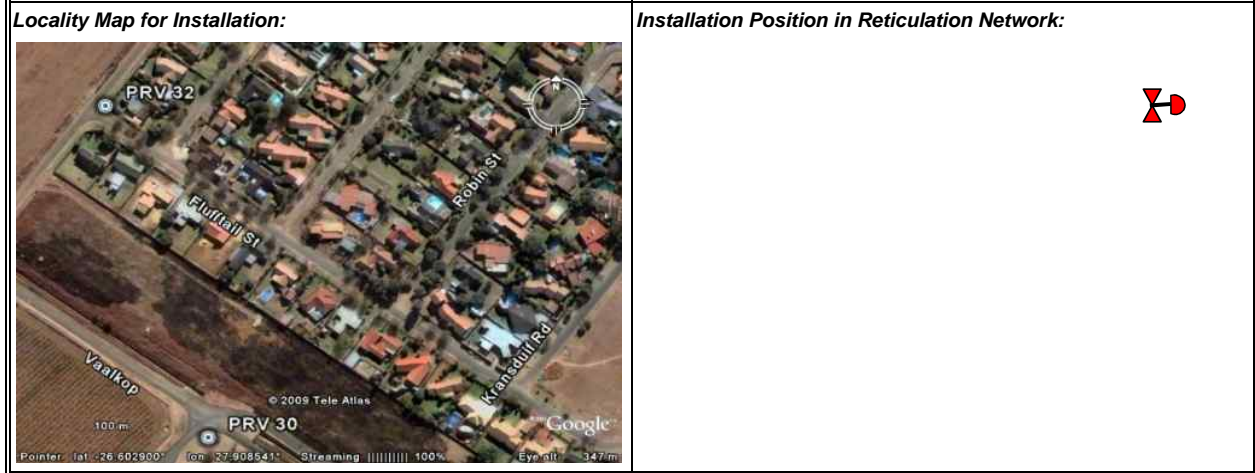 Locality Map for Installation:
Installation Position in Reticulation Network:
N
PRV 32
Robin St
Flufftail St
Kransduif Rd
Vaalkop
© 2009 Tele Atlas
100 m
PRV 30
Google
Pointer lat -26.602900° lon 27.908541° Streaming |||||||||| 100% Eye alt 347 m